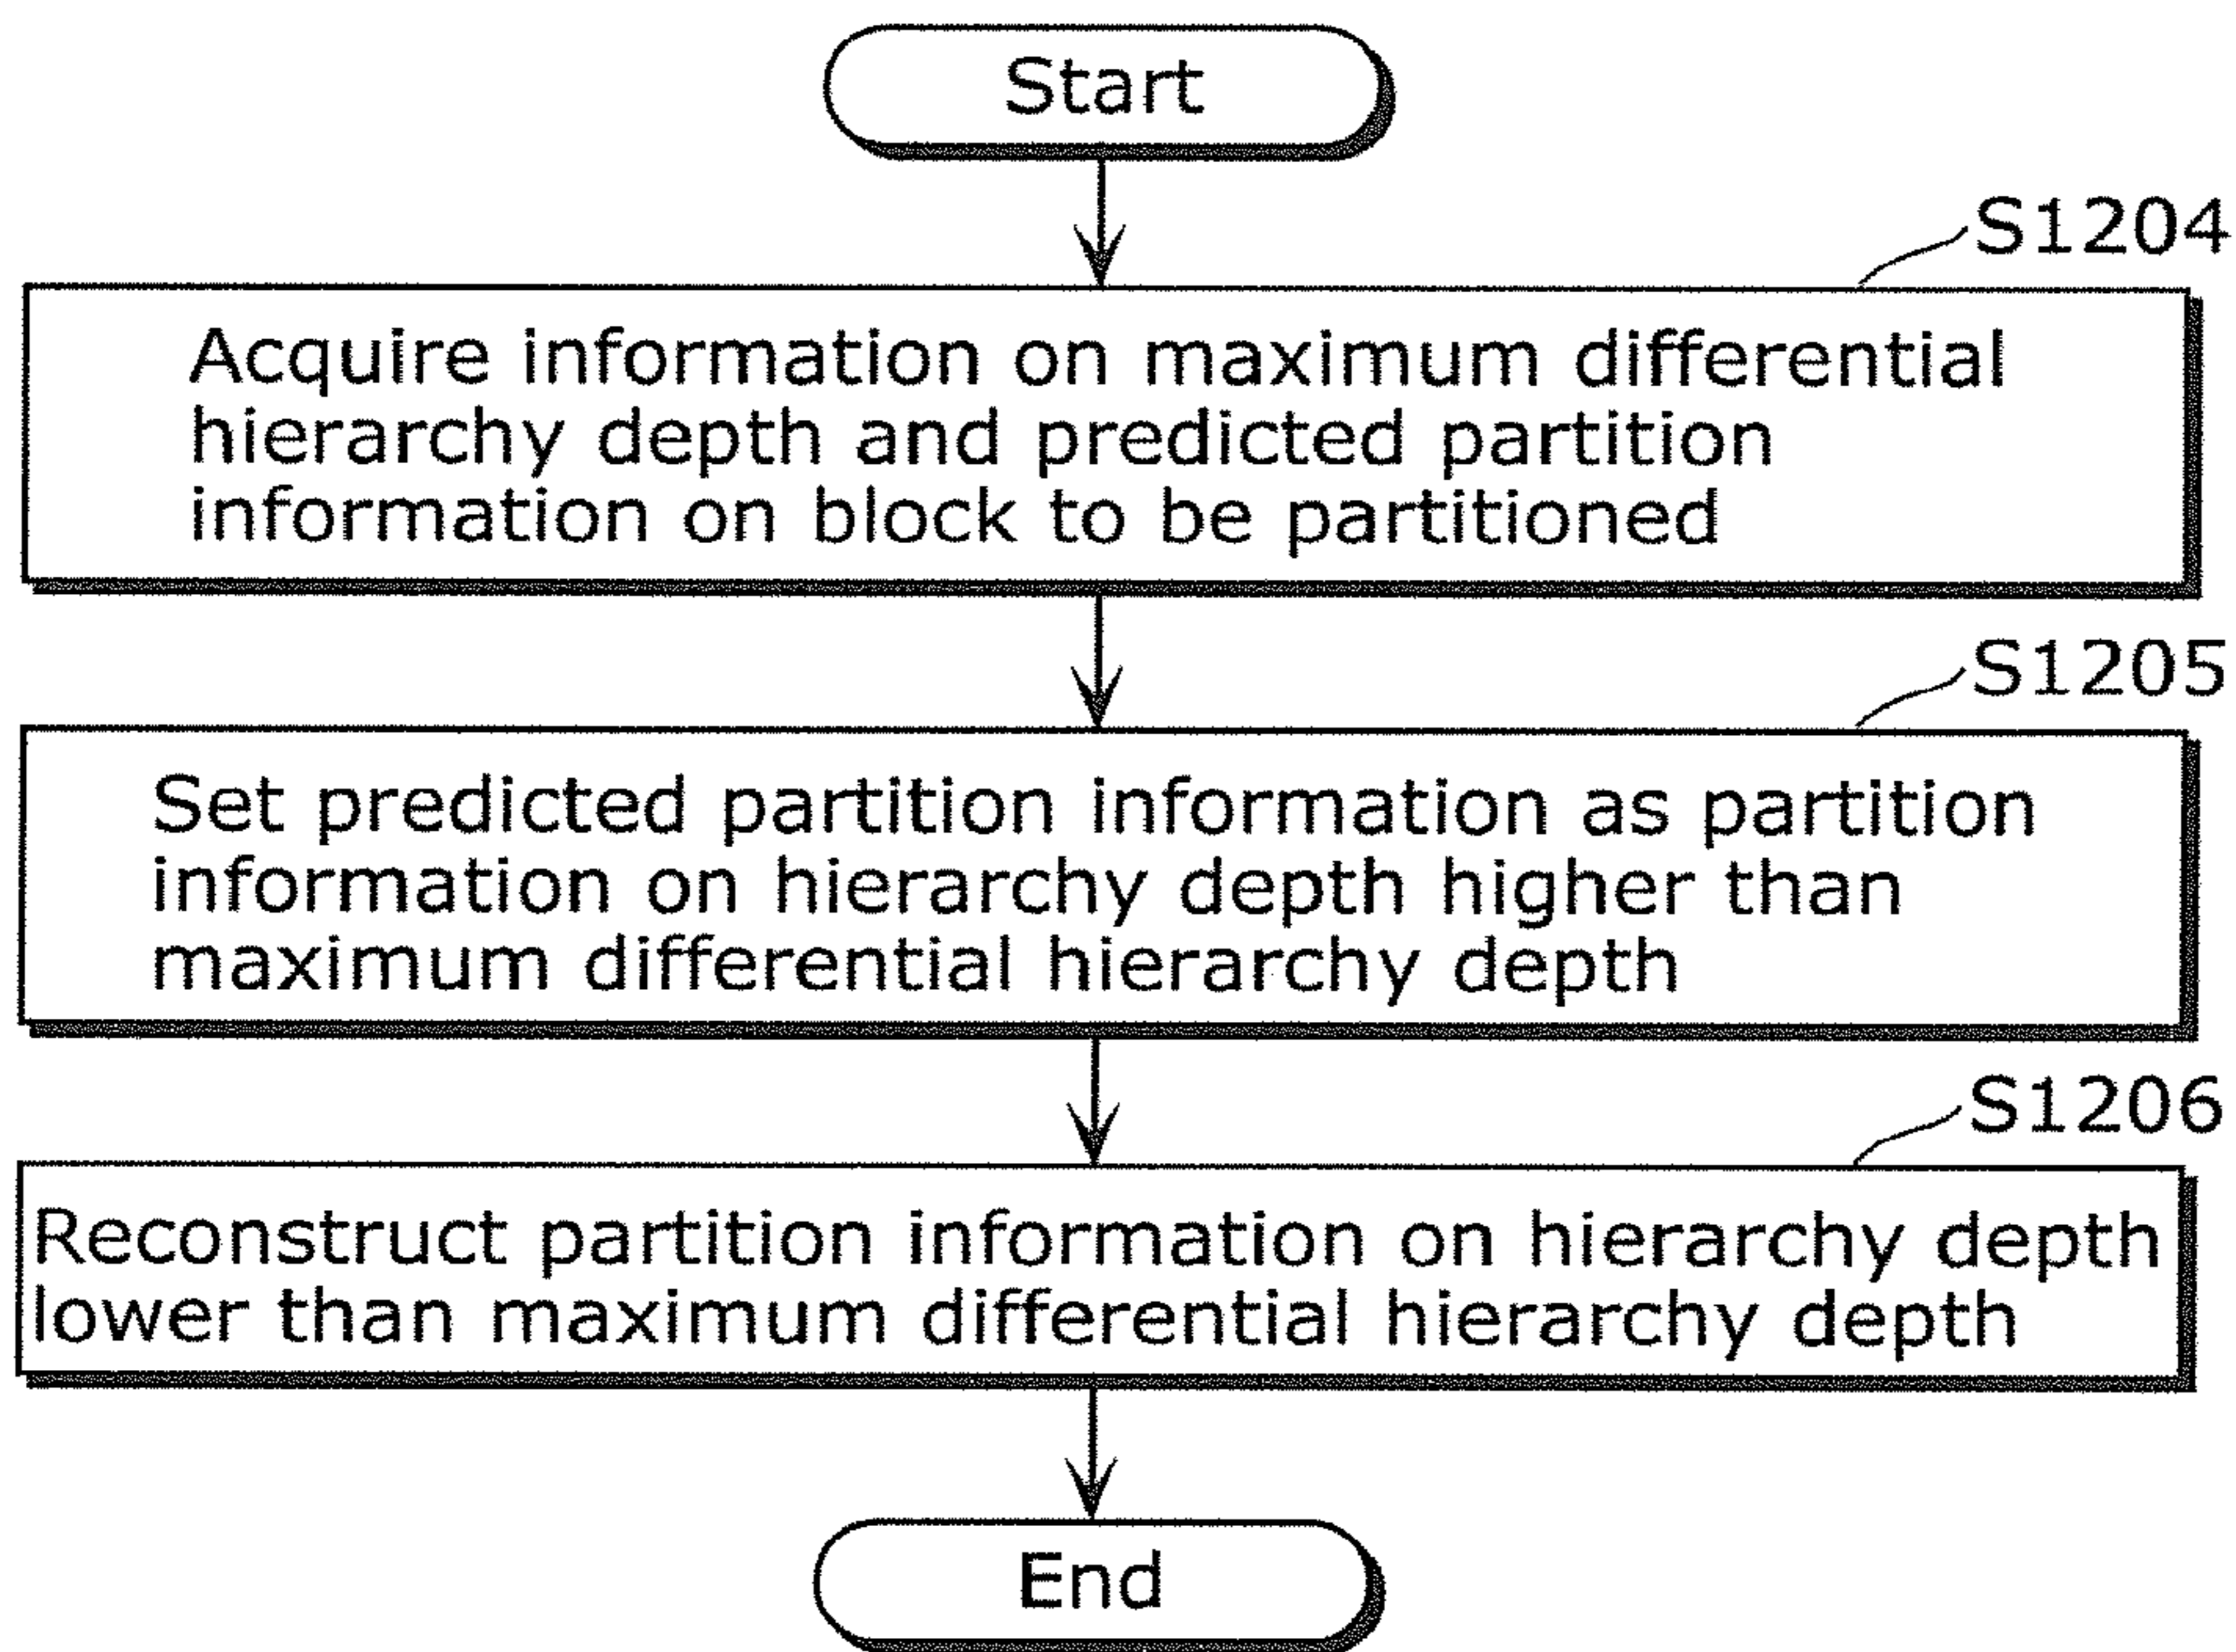 Start
S1204
Acquire information on maximum differential
hierarchy depth and predicted partition
information on block to be partitioned
S1205
Set predicted partition information as partition
information on hierarchy depth higher than
maximum differential hierarchy depth
S1206
Reconstruct partition information on hierarchy depth
lower than maximum differential hierarchy depth
End